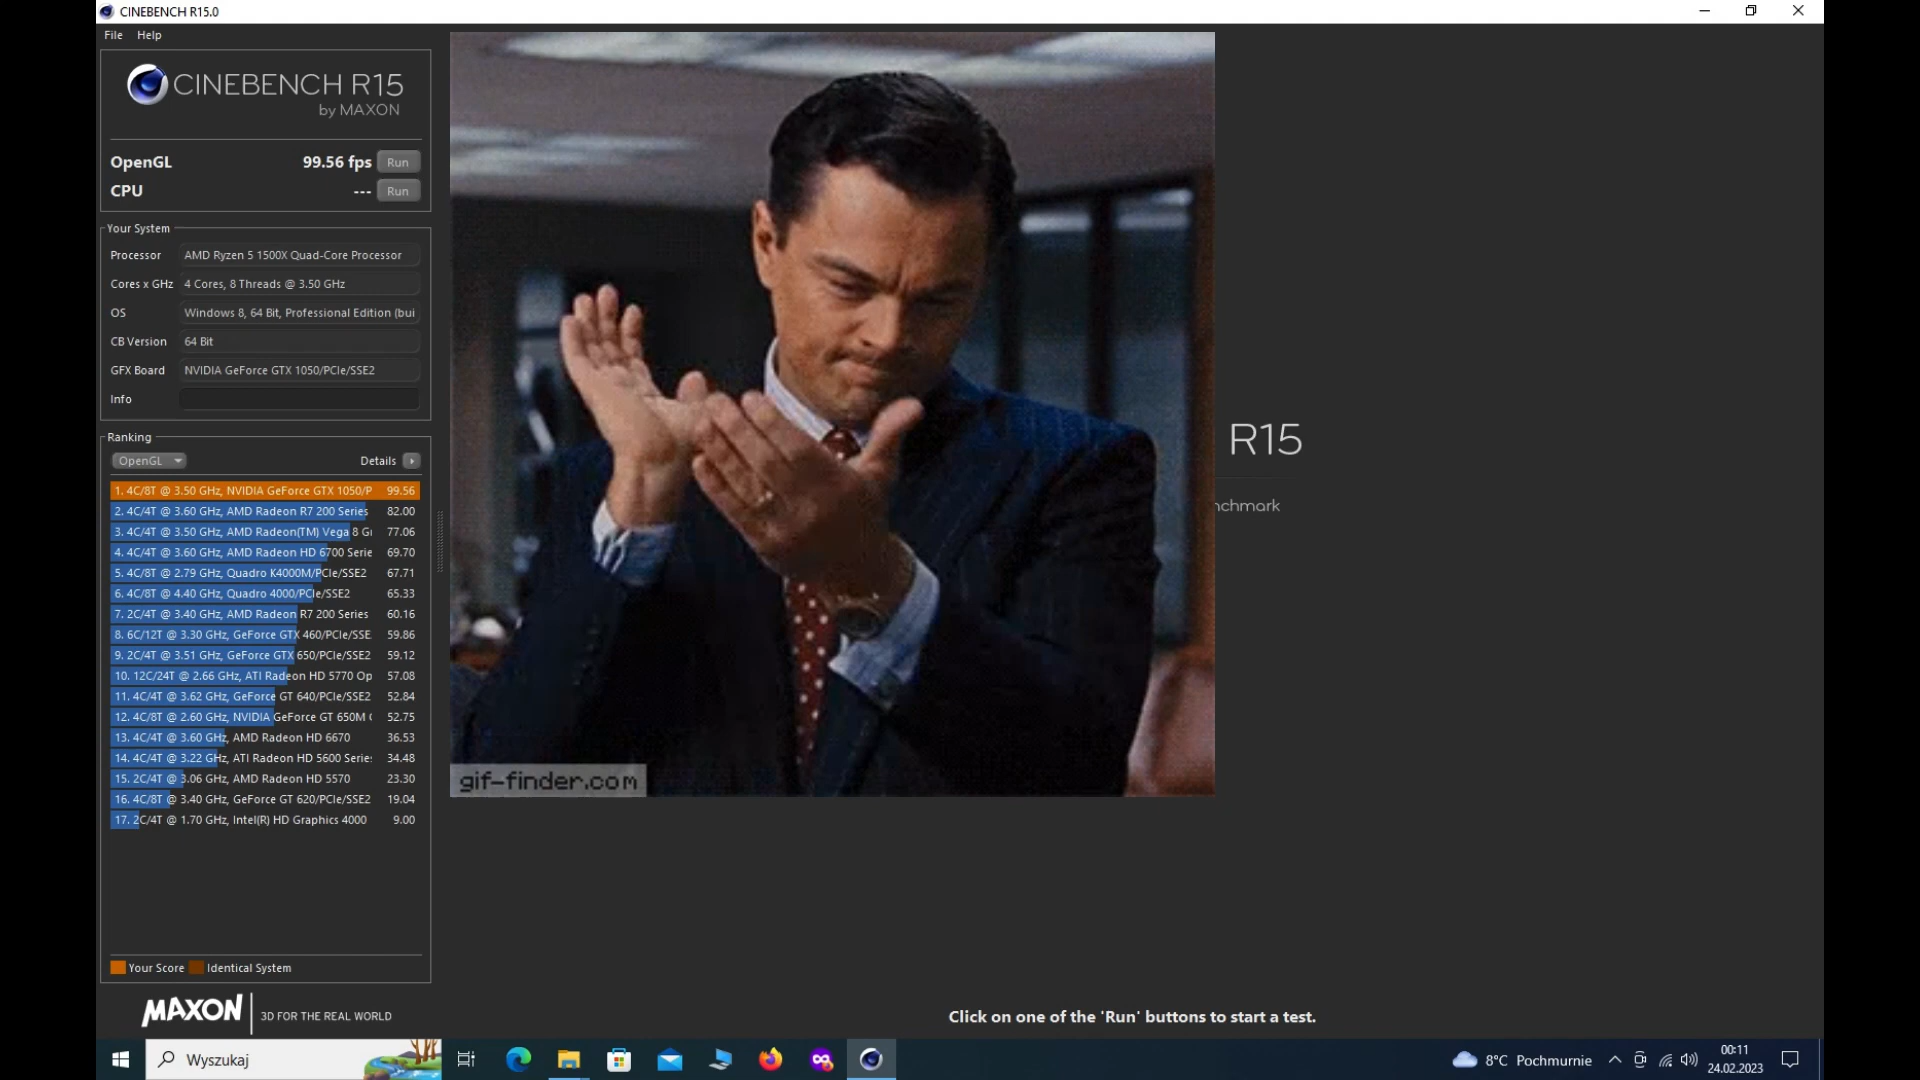 CINEBENCH R15.0
File Help
CINEBENCH R15
by MAXON
OpenGL 99.56 fps Run
CPU --- Run
Your System
Processor AMD Ryzen 5 1500X Quad-Core Processor
Cores x GHz 4 Cores, 8 Threads @ 3.50 GHz
OS Windows 8, 64 Bit, Professional Edition (bui
CB Version 64 Bit
GFX Board NVIDIA GeForce GTX 1050/PCIe/SSE2
Info
Ranking
OpenGL Details
1. 4C/8T @ 3.50 GHz, NVIDIA GeForce GTX 1050/P 99.56
2. 4C/4T @ 3.60 GHz, AMD Radeon R7 200 Series 82.00
3. 4C/4T @ 3.50 GHz, AMD Radeon(TM) Vega 8 Gr 77.06
4. 4C/4T @ 3.60 GHz, AMD Radeon HD 6700 Serie 69.70
5. 4C/8T @ 2.79 GHz, Quadro K4000M/PCIe/SSE2 67.71
6. 4C/8T @ 4.40 GHz, Quadro 4000/PCIe/SSE2 65.33
7. 2C/4T @ 3.40 GHz, AMD Radeon R7 200 Series 60.16
8. 6C/12T @ 3.30 GHz, GeForce GTX 460/PCIe/SSE 59.86
9. 2C/4T @ 3.51 GHz, GeForce GTX 650/PCIe/SSE2 59.12
10. 12C/24T @ 2.66 GHz, ATI Radeon HD 5770 Op 57.08
11. 4C/4T @ 3.62 GHz, GeForce GT 640/PCIe/SSE2 52.84
12. 4C/8T @ 2.60 GHz, NVIDIA GeForce GT 650M 52.75
13. 4C/4T @ 3.60 GHz, AMD Radeon HD 6670 36.53
14. 4C/4T @ 3.22 GHz, ATI Radeon HD 5600 Series 34.48
15. 2C/4T @ 3.06 GHz, AMD Radeon HD 5570 23.30
16. 4C/8T @ 3.40 GHz, GeForce GT 620/PCIe/SSE2 19.04
17. 2C/4T @ 1.70 GHz, Intel(R) HD Graphics 4000 9.00
Your Score Identical System
MAXON 3D FOR THE REAL WORLD
gif-finder.com
R15
nchmark
Click on one of the 'Run' buttons to start a test.
Wyszukaj
8°C Pochmurnie
00:11
24.02.2023